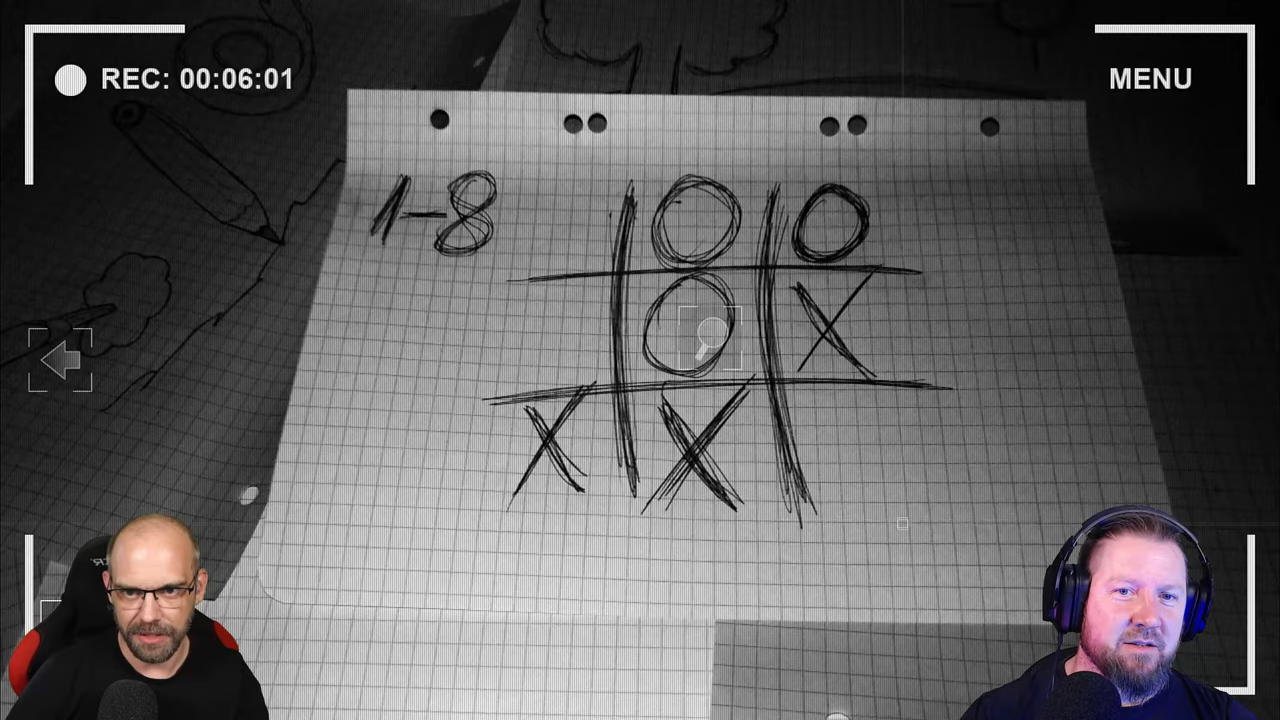 REC: 00:06:01
MENU
1-8
O O
O X
X X